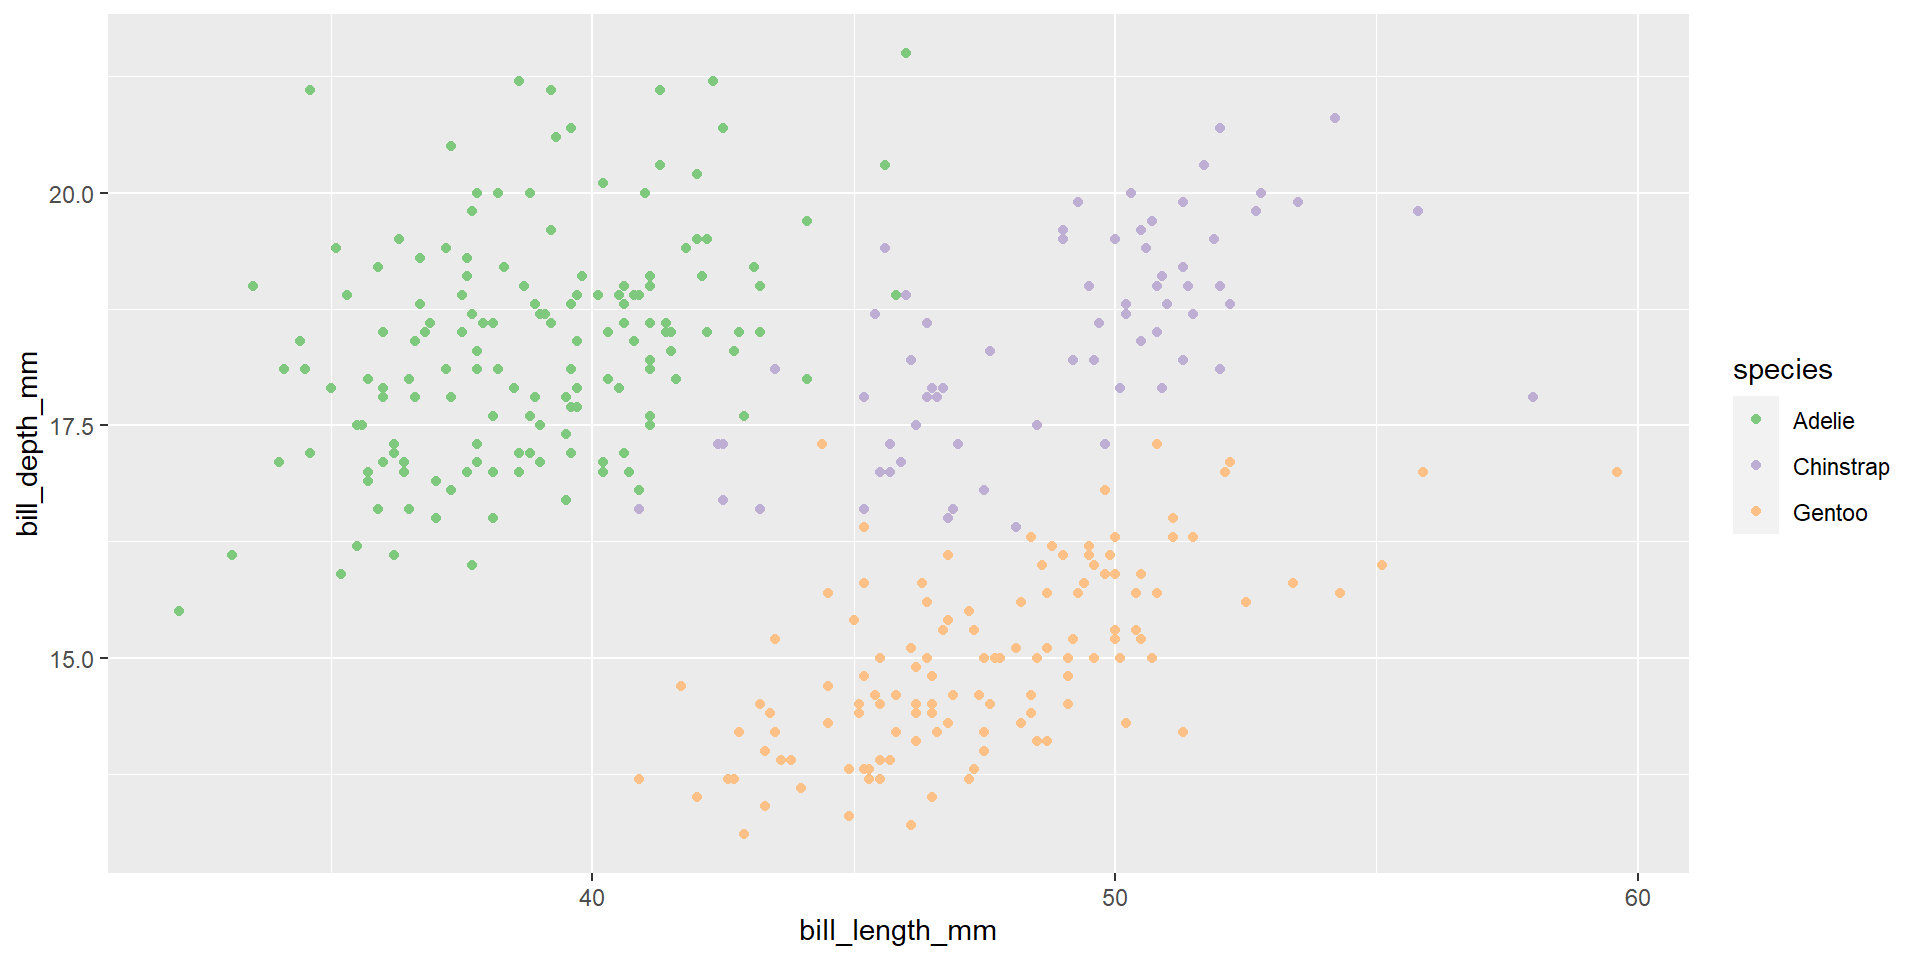 20.0
17.5
15.0
bill_depth_mm
40
50
60
bill_length_mm
species
Adelie
Chinstrap
Gentoo